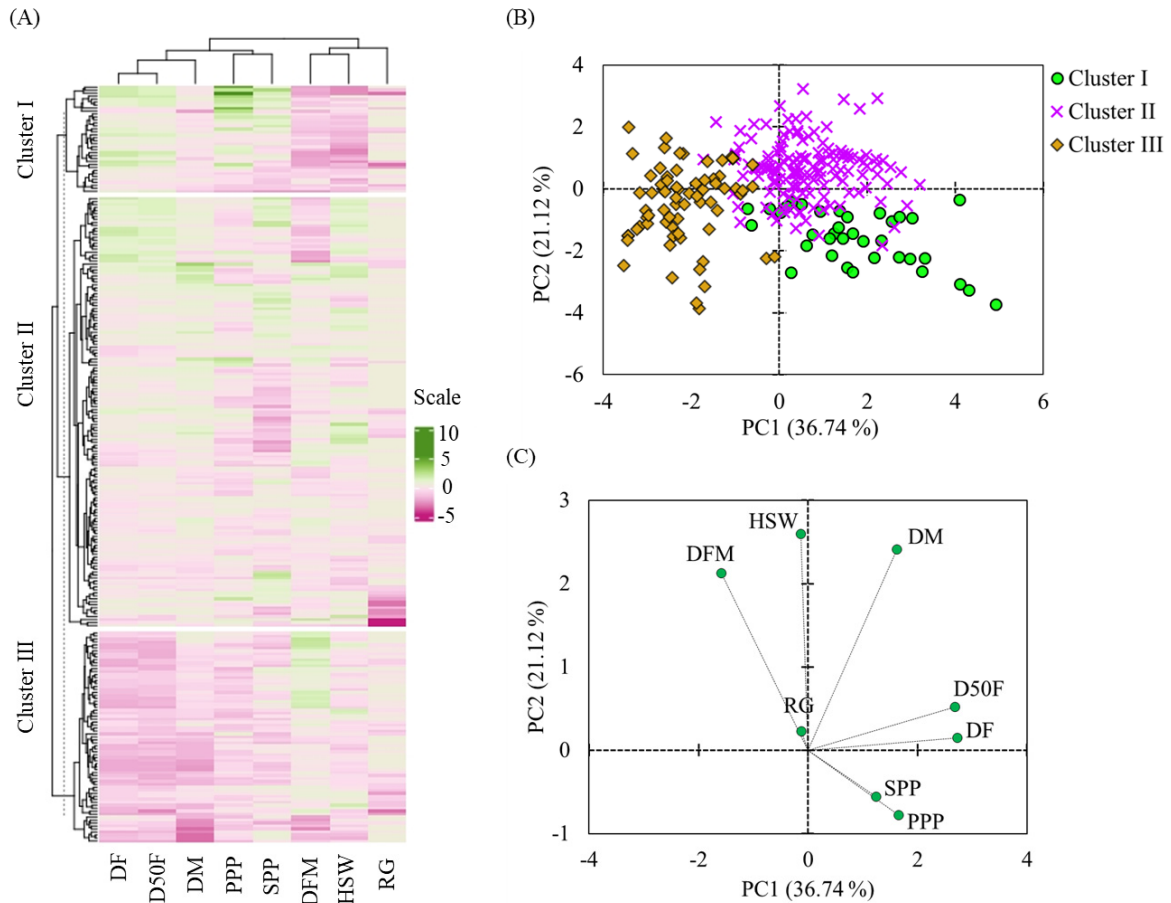 (A)
Cluster I
Cluster II
Cluster III
Scale
10
5
0
-5
DF
D50F
DM
PPP
SPP
DFM
HSW
RG
(B)
4
2
0
-2
-4
-6
-4
-2
0
2
4
6
PC2 (21.12 %)
PC1 (36.74 %)
Cluster I
Cluster II
Cluster III
(C)
3
2
1
0
-1
-4
-2
0
2
4
PC2 (21.12 %)
PC1 (36.74 %)
HSW
DM
DFM
RG
D50F
DF
SPP
PPP